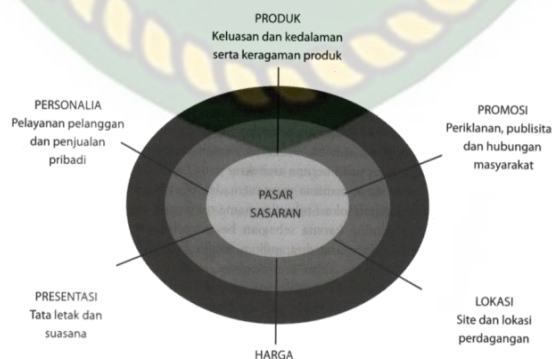 PRODUK
Keluasan dan kedalaman
serta keragaman produk
PERSONALIA
Pelayanan pelanggan
dan penjualan
pribadi
PROMOSI
Periklanan, publisita
dan hubungan
masyarakat
PASAR
SASARAN
PRESENTASI
Tata letak dan
suasana
LOKASI
Site dan lokasi
perdagangan
HARGA